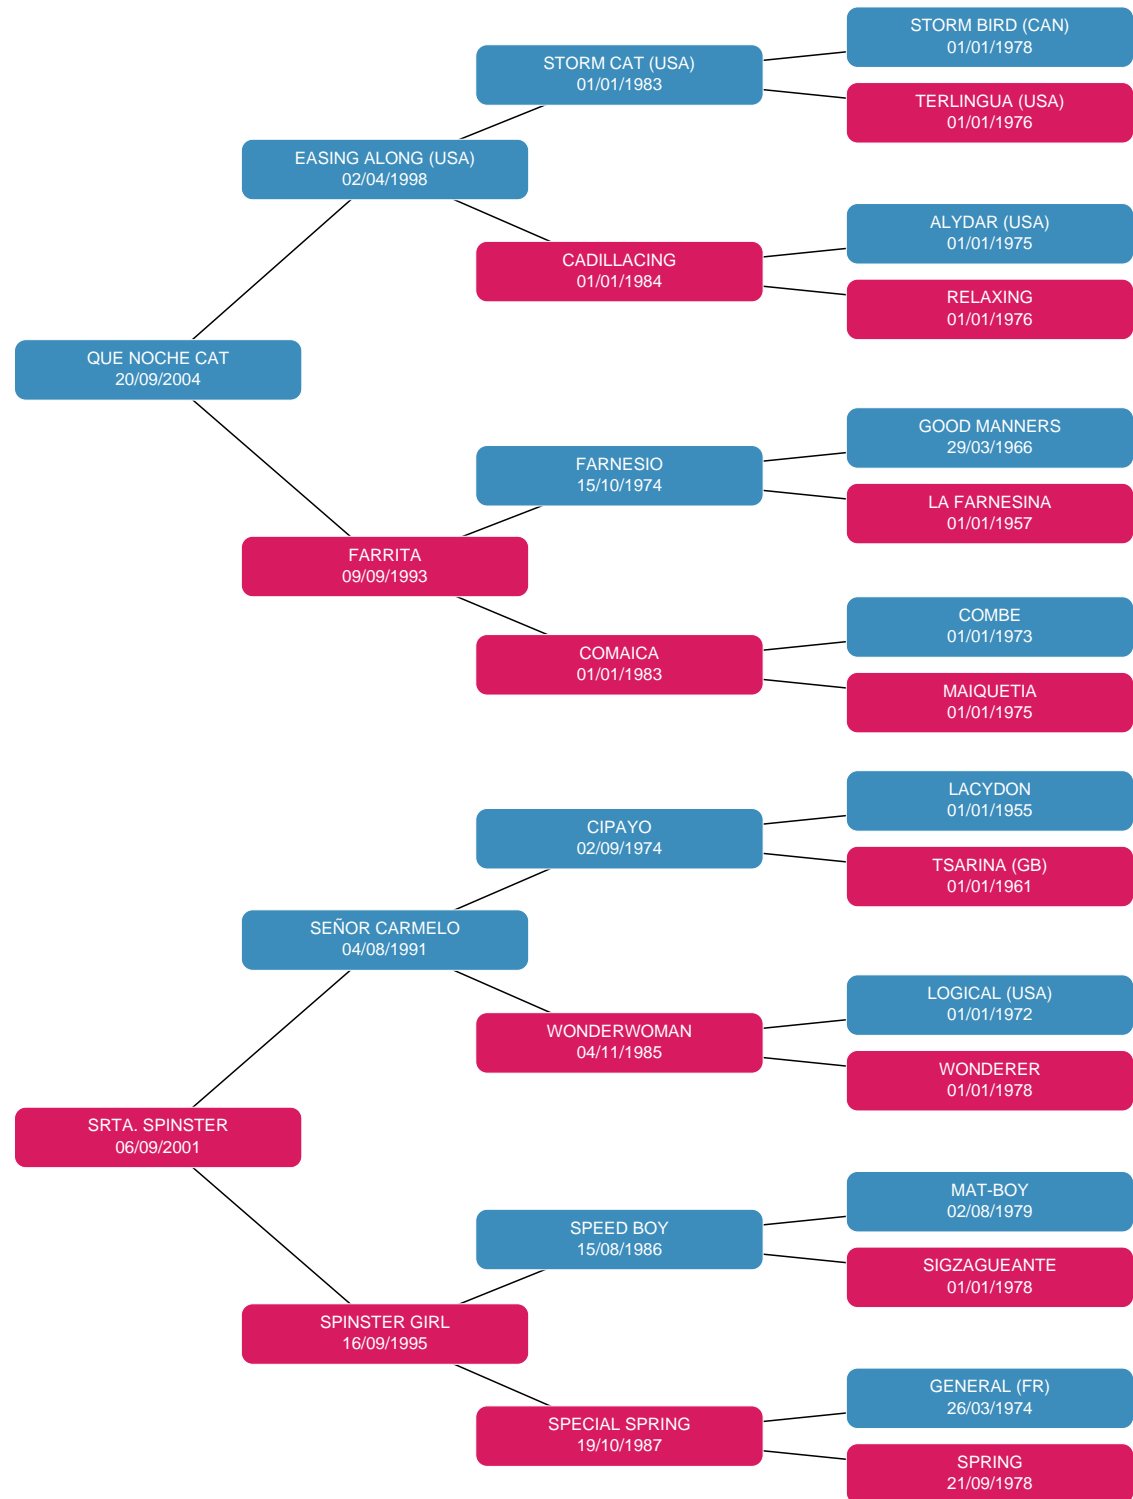 STORM BIRD (CAN)
01/01/1978
STORM CAT (USA)
01/01/1983
TERLINGUA (USA)
01/01/1976
EASING ALONG (USA)
02/04/1998
ALYDAR (USA)
01/01/1975
CADILLACING
01/01/1984
RELAXING
01/01/1976
QUE NOCHE CAT
20/09/2004
GOOD MANNERS
29/03/1966
FARNESIO
15/10/1974
LA FARNESINA
01/01/1957
FARRITA
09/09/1993
COMBE
01/01/1973
COMAICA
01/01/1983
MAIQUETIA
01/01/1975
LACYDON
01/01/1955
CIPAYO
02/09/1974
TSARINA (GB)
01/01/1961
SEÑOR CARMELO
04/08/1991
LOGICAL (USA)
01/01/1972
WONDERWOMAN
04/11/1985
WONDERER
01/01/1978
SRTA. SPINSTER
06/09/2001
MAT-BOY
02/08/1979
SPEED BOY
15/08/1986
SIGZAGUEANTE
01/01/1978
SPINSTER GIRL
16/09/1995
GENERAL (FR)
26/03/1974
SPECIAL SPRING
19/10/1987
SPRING
21/09/1978